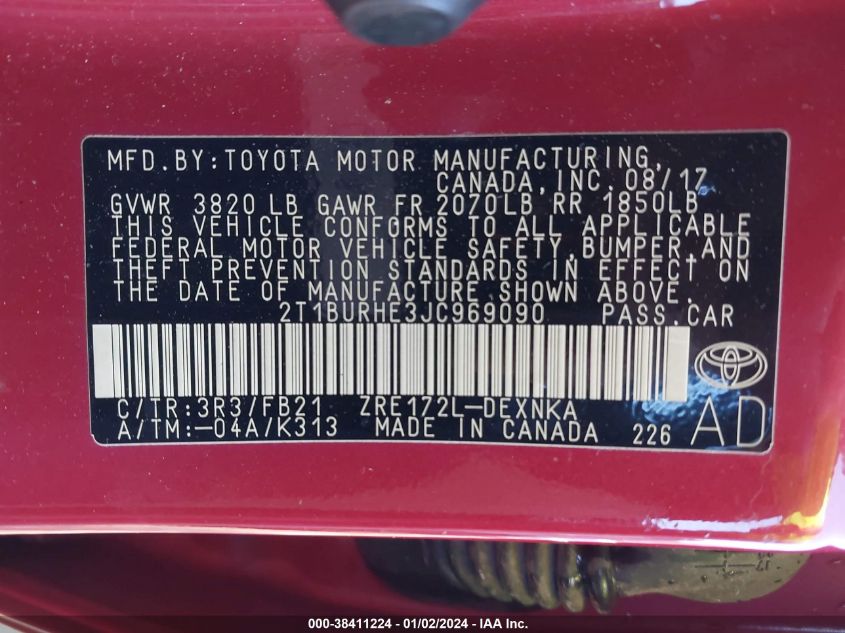 MFD.BY:TOYOTA MOTOR MANUFACTURING,
CANADA,INC. 08/17
GVWR 3820 LB GAWR FR 2070LB RR 1850LB
THIS VEHICLE CONFORMS TO ALL APPLICABLE
FEDERAL MOTOR VEHICLE SAFETY,BUMPER,AND
THEFT PREVENTION STANDARDS IN EFFECT ON
THE DATE OF MANUFACTURE SHOWN ABOVE.
2T1BURHE3JC969090 PASS.CAR
C/TR:3R3/FB21 ZRE172L-DEXNKA
A/TM:-04A/K313 MADE IN CANADA 226 AD
000-38411224 - 01/02/2024 - IAA Inc.